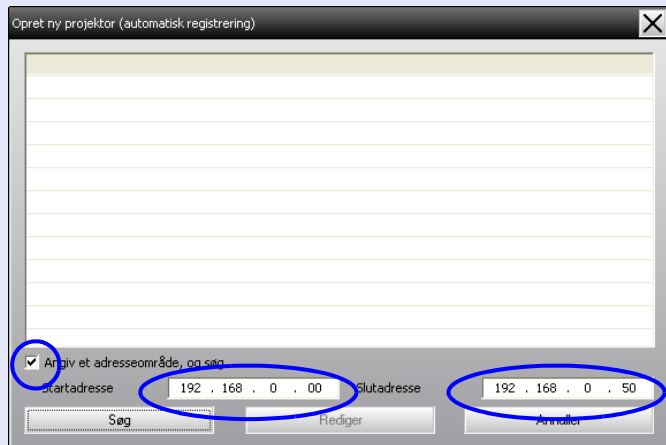 Opret ny projektor (automatisk registrering)
Angiv et adresseområde, og søg
Startadresse 192 . 168 . 0 . 00 Slutadresse 192 . 168 . 0 . 50
Søg Rediger Annuller